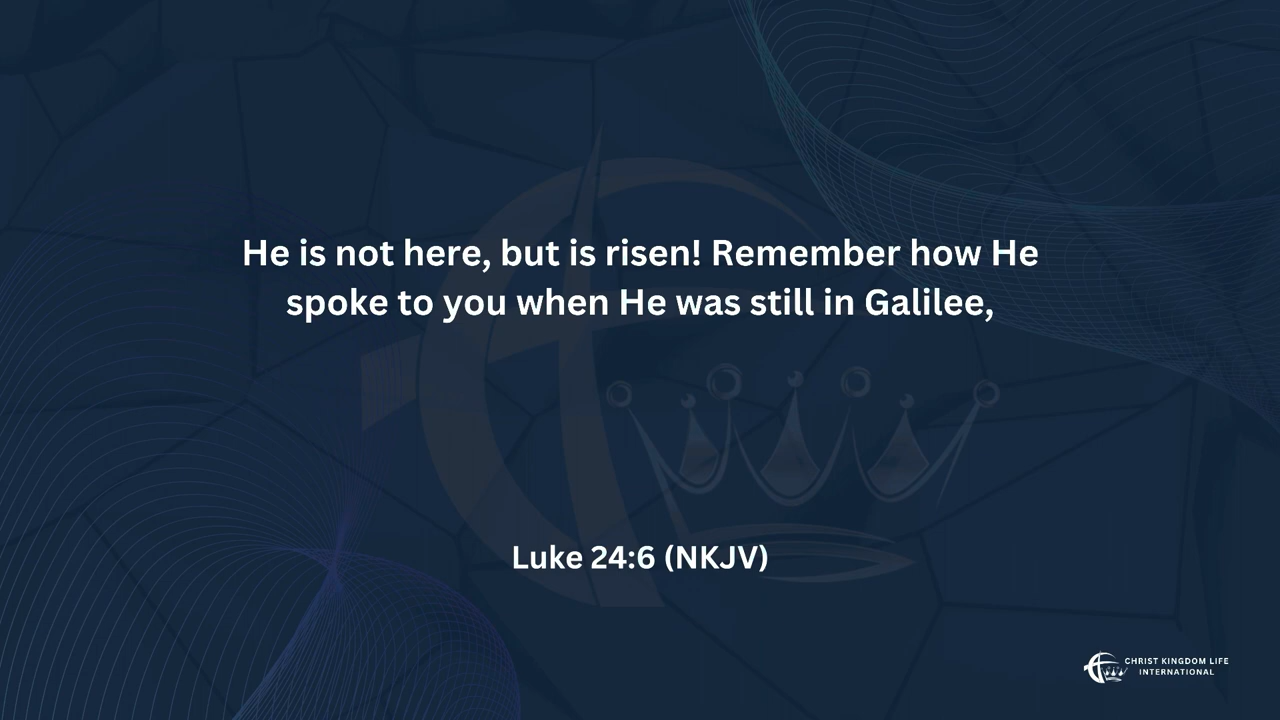 He is not here, but is risen! Remember how He
spoke to you when He was still in Galilee,
Luke 24:6 (NKJV)
CHRIST KINGDOM LIFE
INTERNATIONAL